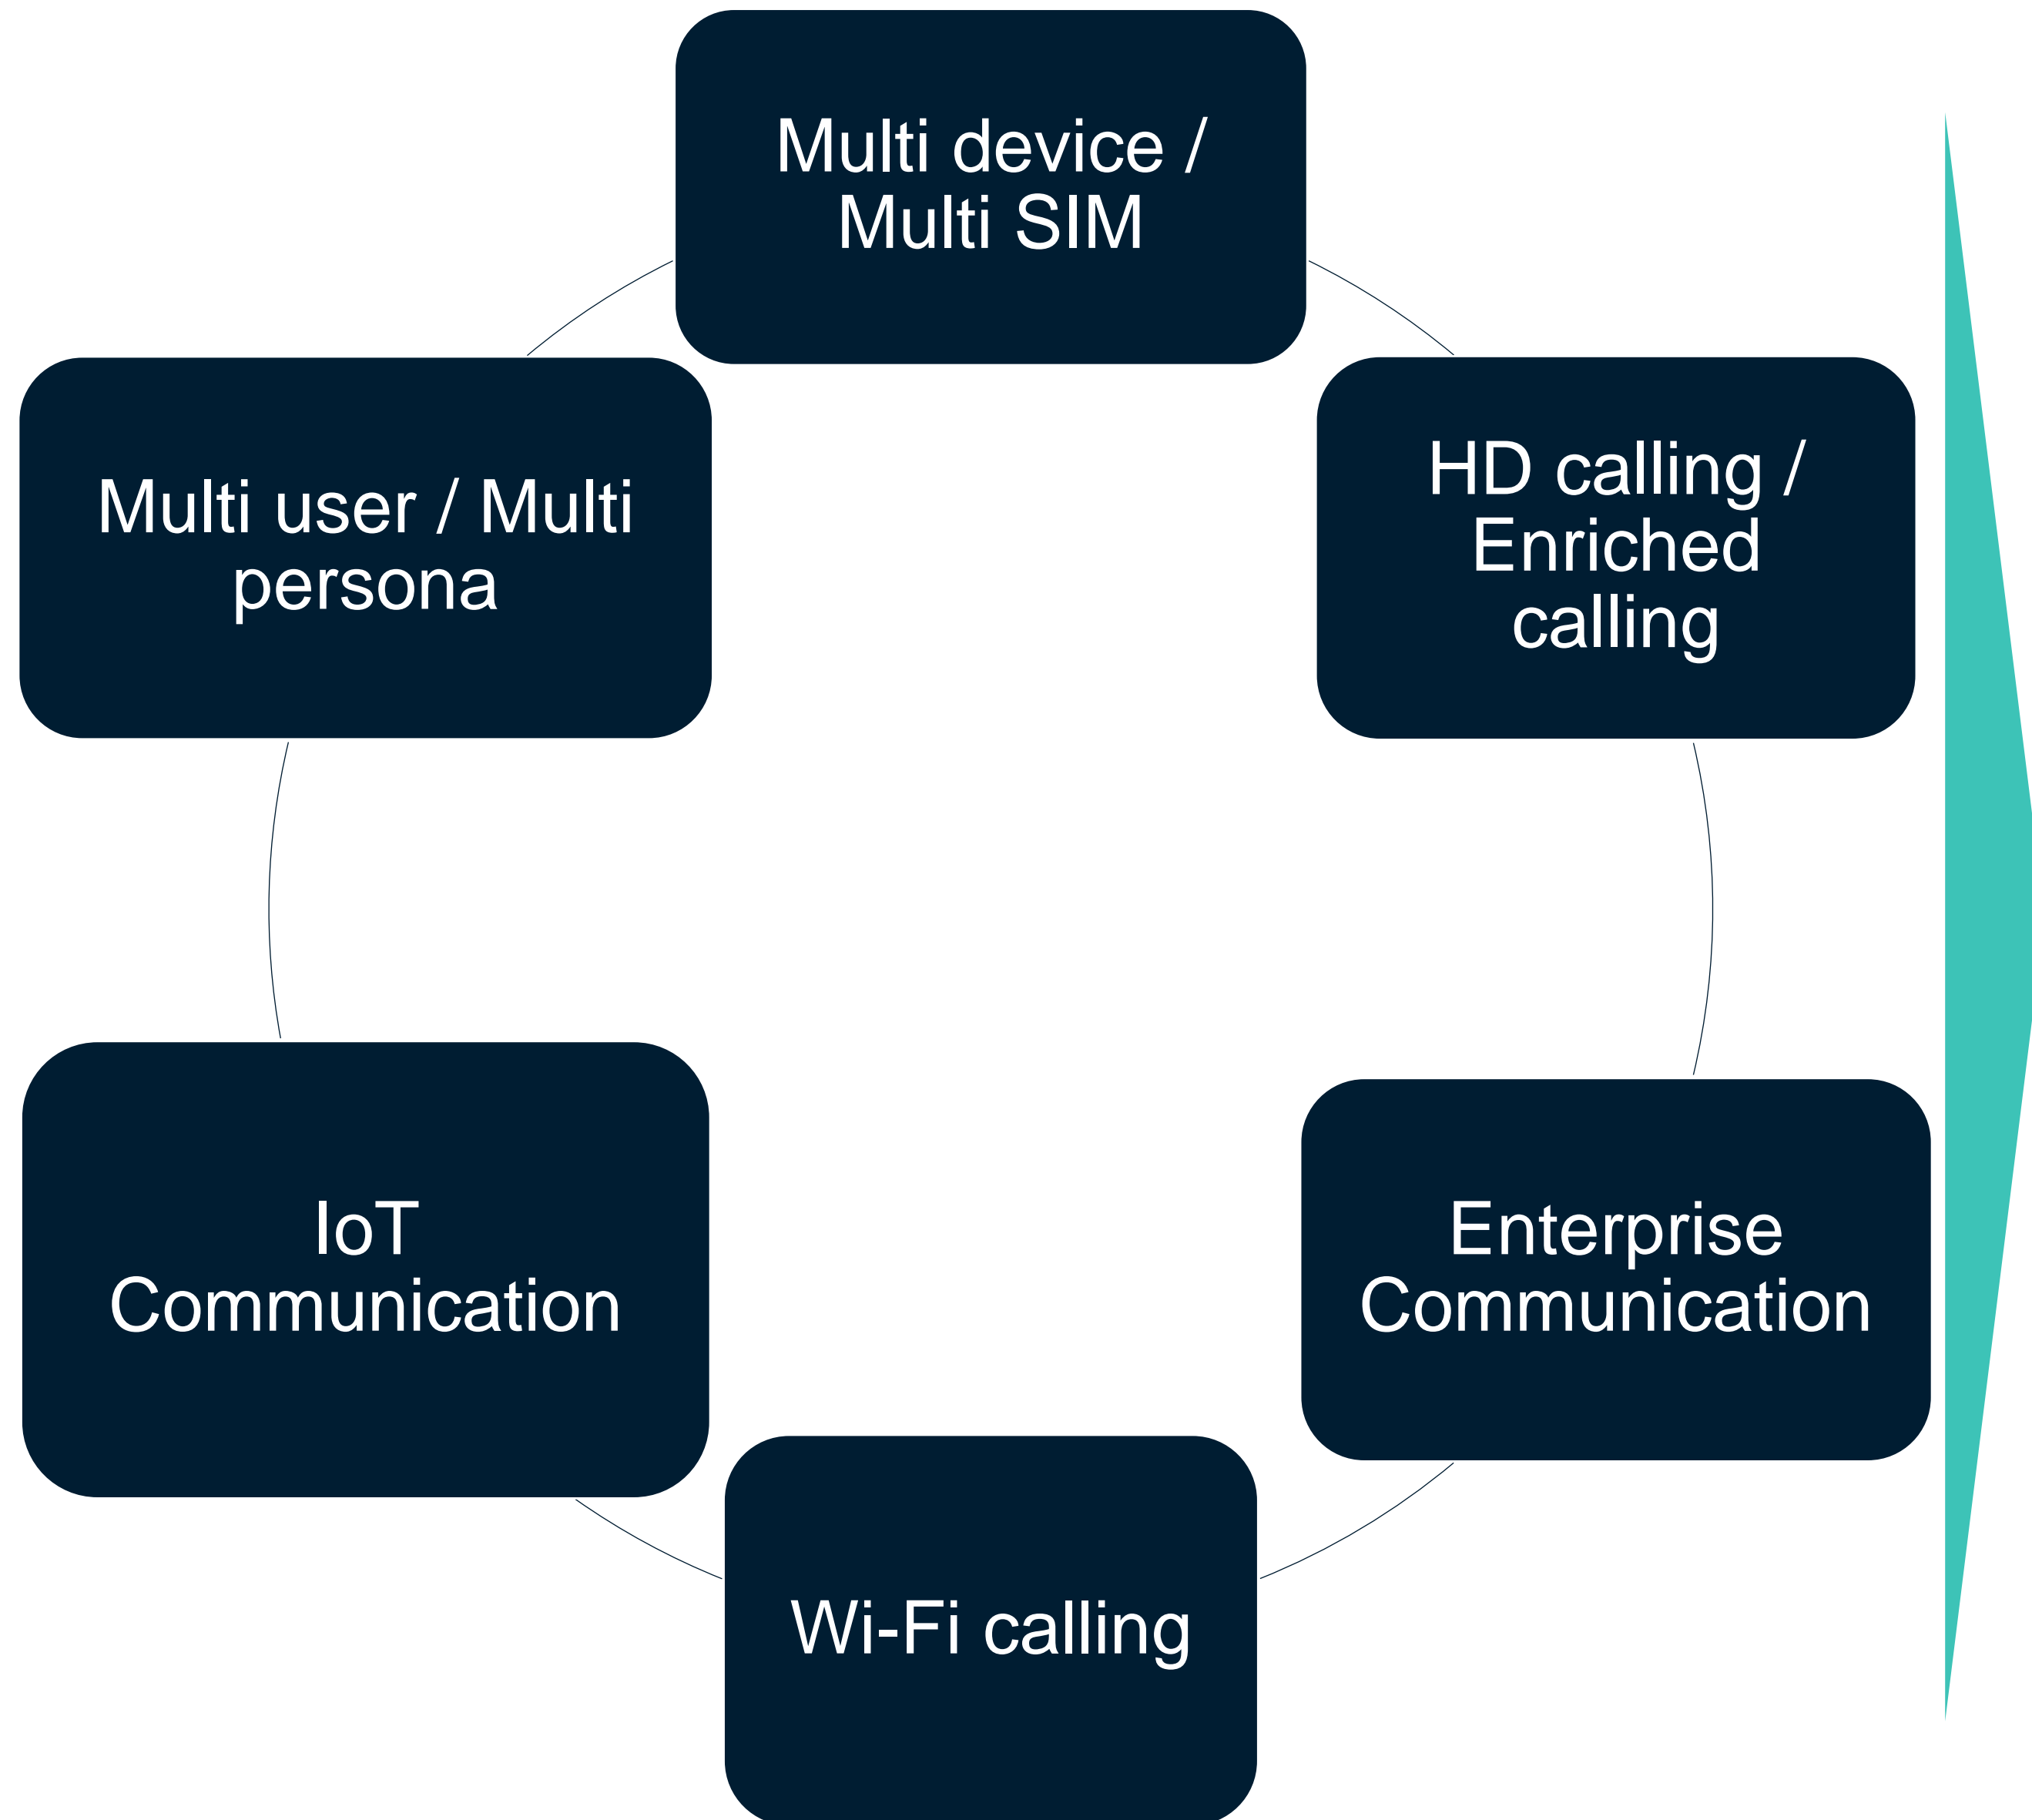 Multi device /
Multi SIM
HD calling /
Enriched
calling
Enterprise
Communication
Wi-Fi calling
IoT
Communication
Multi user / Multi
persona